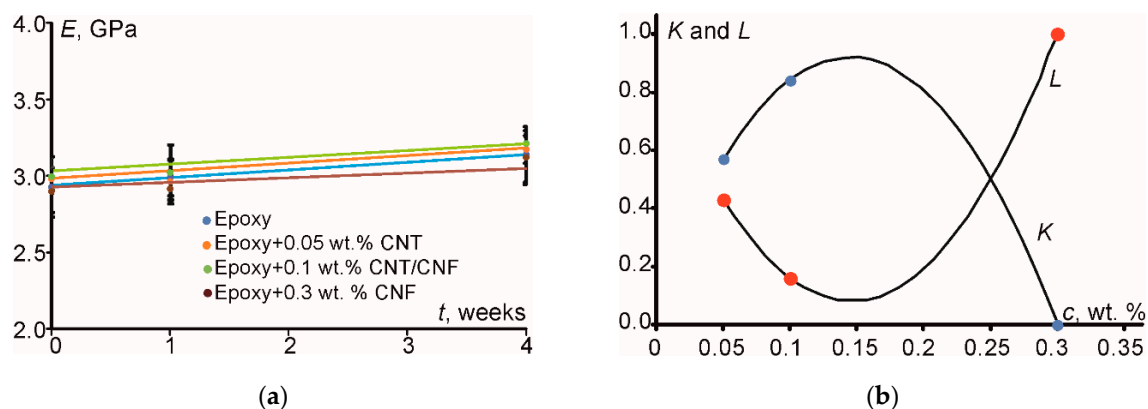 E, GPa
4.0
3.5
3.0
2.5
2.0
Epoxy
Epoxy+0.05 wt.% CNT
Epoxy+0.1 wt.% CNT/CNF
Epoxy+0.3 wt. % CNF
t, weeks
0 1 2 3 4
(a)
K and L
1.0
0.8
0.6
0.4
0.2
0.0
L
K
c, wt. %
0 0.05 0.1 0.15 0.2 0.25 0.3 0.35
(b)